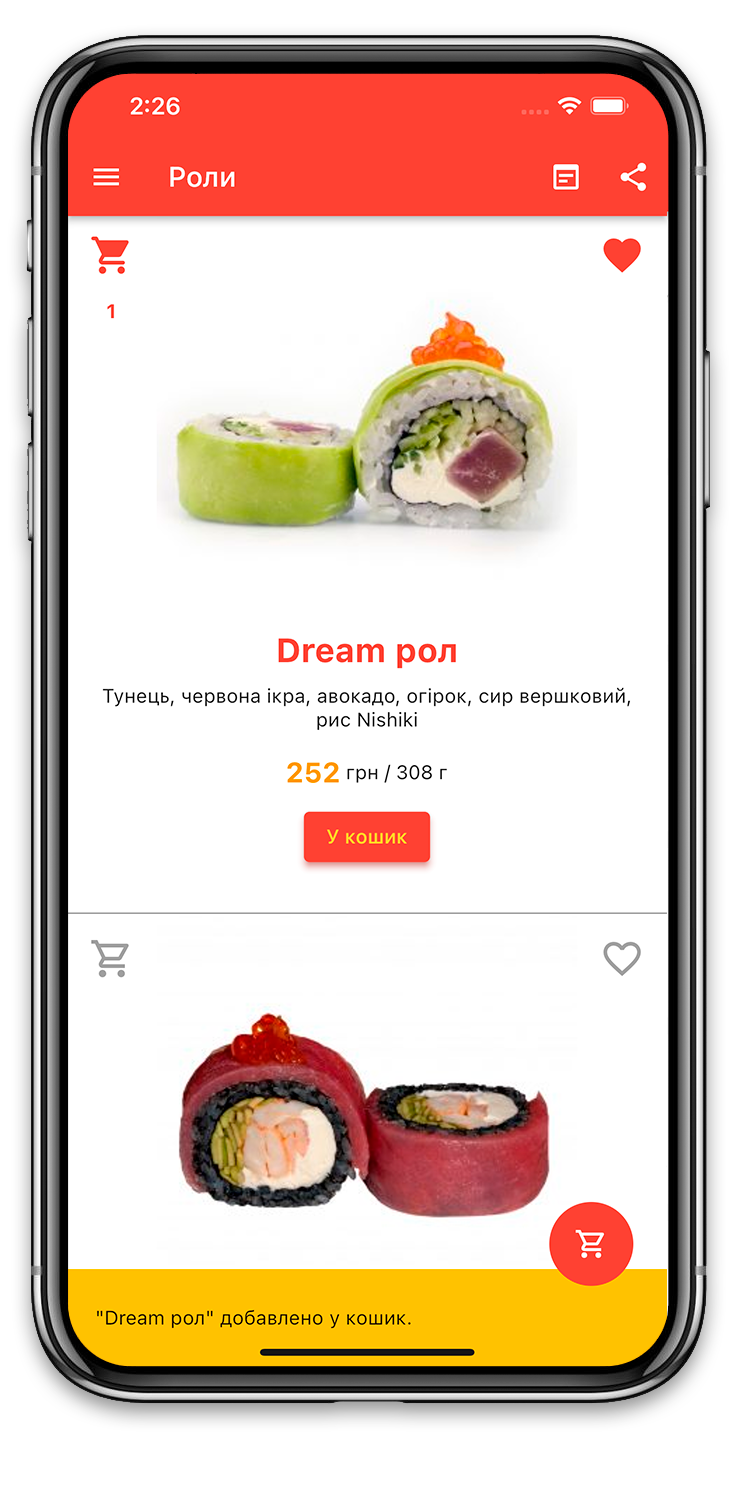 2:26
Роли
1
Dream рол
Тунець, червона ікра, авокадо, огірок, сир вершковий,
рис Nishiki
252 грн / 308 г
У кошик
"Dream рол" добавлено у кошик.